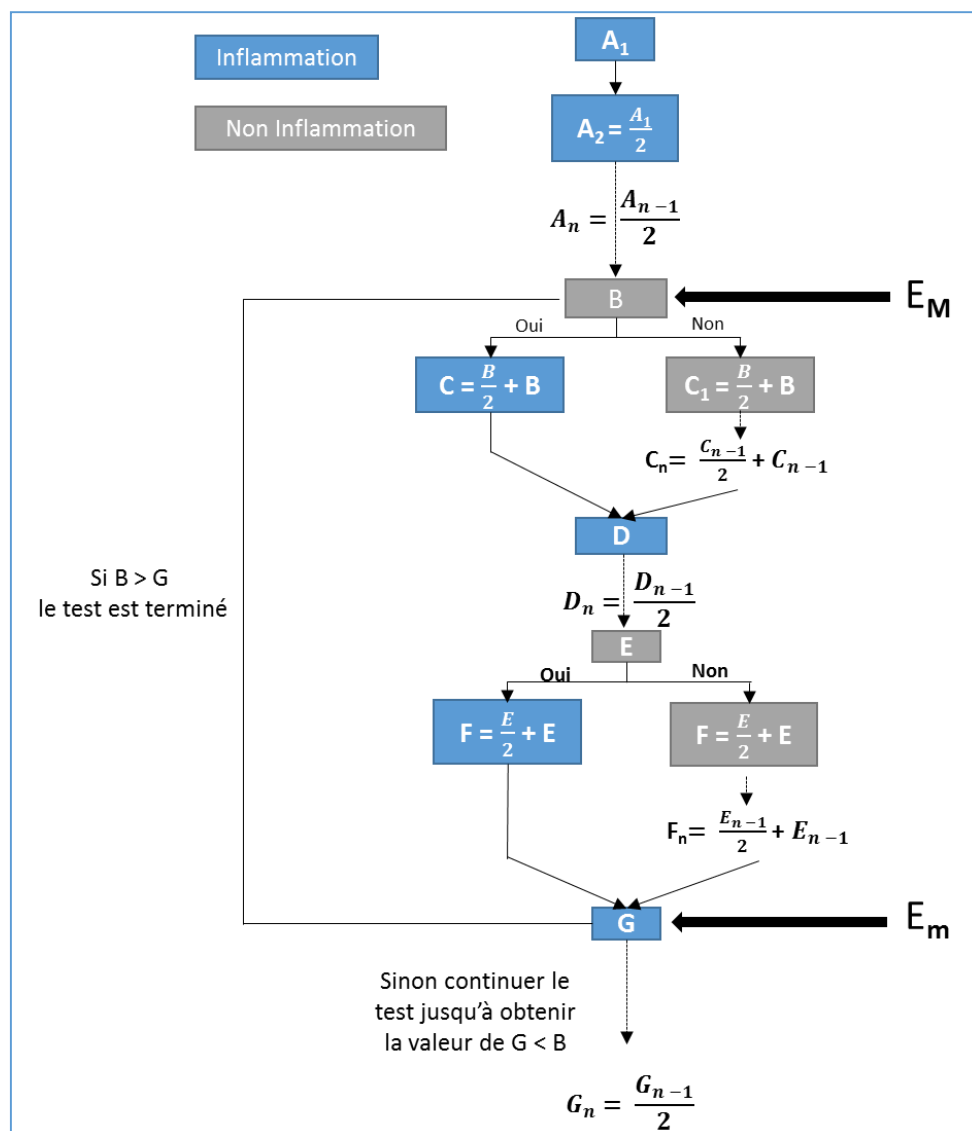 Inflammation
A₁
Non Inflammation
A₂ = A₁/2
Aₙ = Aₙ₋₁/2
B
E_M
Oui
Non
C = B/2 + B
C₁ = B/2 + B
Cₙ= Cₙ₋₁/2 + Cₙ₋₁
D
Si B > G
le test est terminé
Dₙ = Dₙ₋₁/2
E
Oui
Non
F = E/2 + E
F = E/2 + E
Fₙ= Eₙ₋₁/2 + Eₙ₋₁
G
E_m
Sinon continuer le
test jusqu'à obtenir
la valeur de G < B
Gₙ = Gₙ₋₁/2